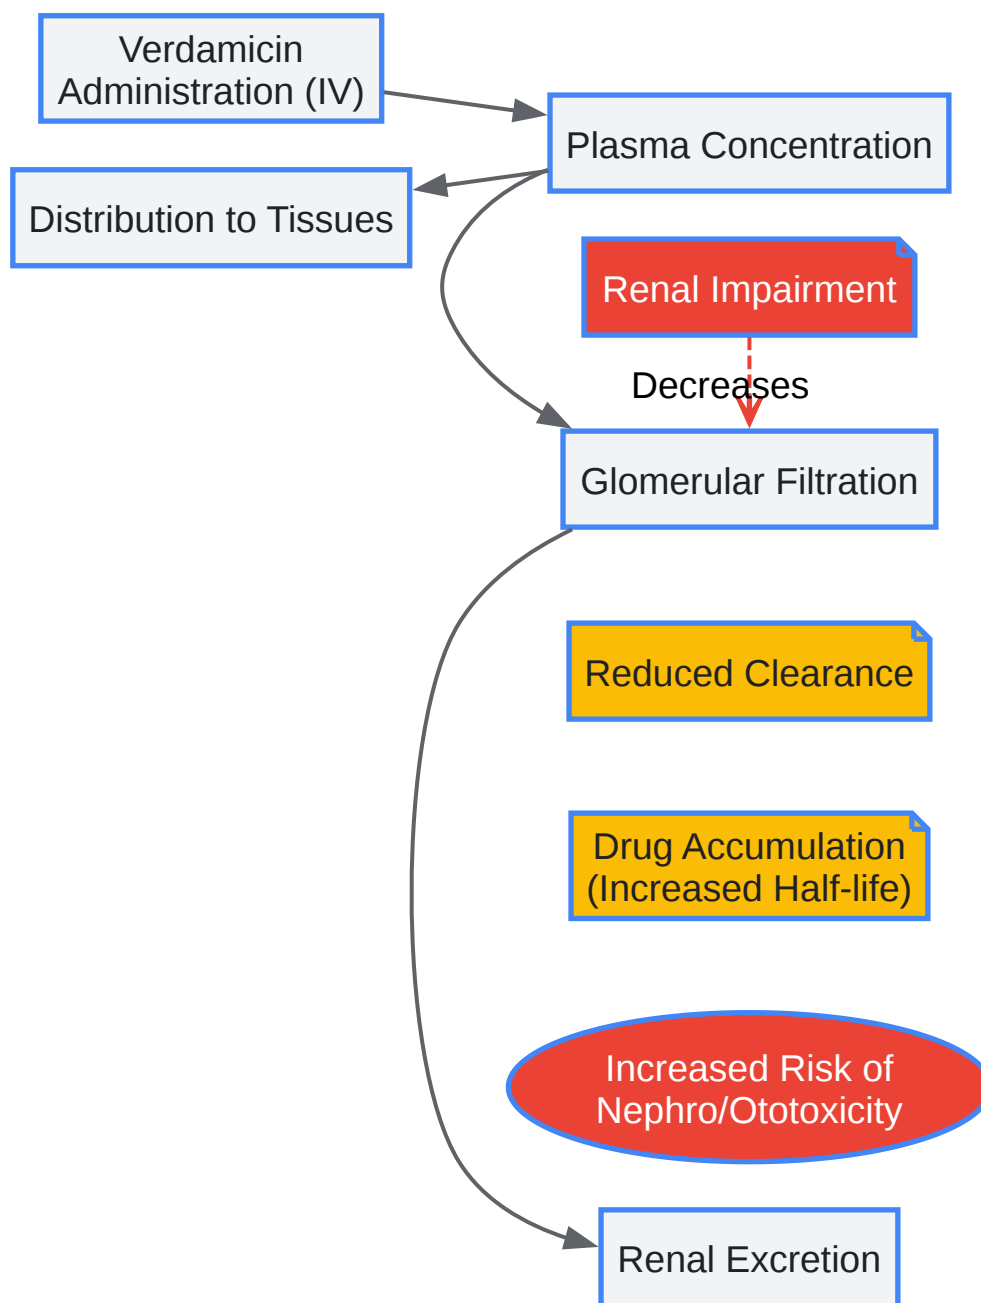 Verdamicin
Administration (IV)
Plasma Concentration
Distribution to Tissues
Renal Impairment
Decreases
Glomerular Filtration
Reduced Clearance
Drug Accumulation
(Increased Half-life)
Increased Risk of
Nephro/Ototoxicity
Renal Excretion